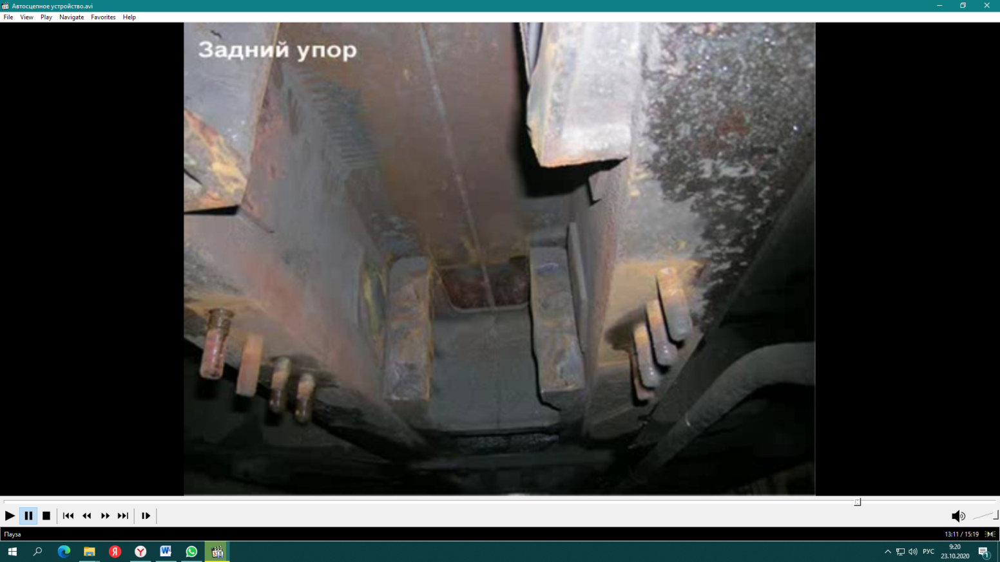 Автосцепное устройство.avi
File View Play Navigate Favorites Help
Задний упор
Пауза
13:11 / 15:19
РУС
9:20
23.10.2020
1